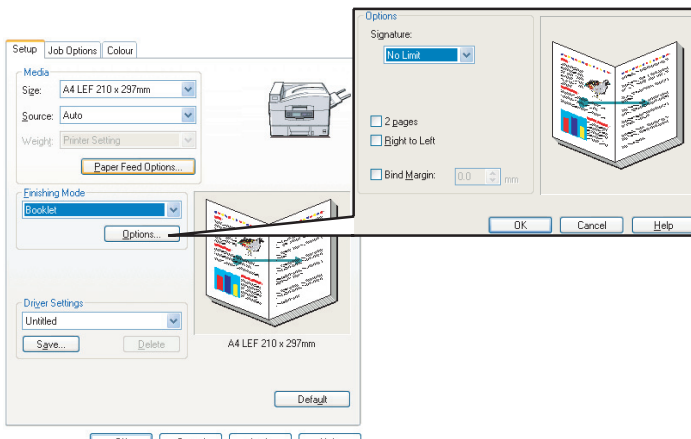 Options
Signature:
No Limit
2 pages
Right to Left
Bind Margin: 0.0 mm
OK Cancel Help
Setup Job Options Colour
Media
Size: A4 LEF 210 x 297mm
Source: Auto
Weight: Printer Setting
Paper Feed Options...
Finishing Mode
Booklet
Options...
Driver Settings
Untitled
Save... Delete
A4 LEF 210 x 297mm
Default